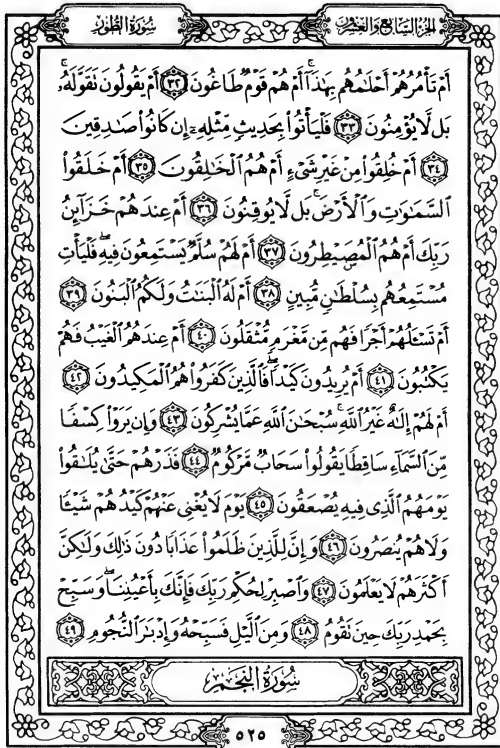 الجزء السابع والعشرون
سورة الطور
أَمْ تَأْمُرُهُمْ أَحْلَٰمُهُم بِهَٰذَآ ۚ أَمْ هُمْ قَوْمٌ طَاغُونَ ٣٢ أَمْ يَقُولُونَ تَقَوَّلَهُۥ ۚ
بَل لَّا يُؤْمِنُونَ ٣٣ فَلْيَأْتُوا۟ بِحَدِيثٍ مِّثْلِهِۦٓ إِن كَانُوا۟ صَٰدِقِينَ
٣٤ أَمْ خُلِقُوا۟ مِنْ غَيْرِ شَىْءٍ أَمْ هُمُ ٱلْخَٰلِقُونَ ٣٥ أَمْ خَلَقُوا۟
ٱلسَّمَٰوَٰتِ وَٱلْأَرْضَ ۚ بَل لَّا يُوقِنُونَ ٣٦ أَمْ عِندَهُمْ خَزَآئِنُ
رَبِّكَ أَمْ هُمُ ٱلْمُصَۣيْطِرُونَ ٣٧ أَمْ لَهُمْ سُلَّمٌ يَسْتَمِعُونَ فِيهِ ۖ فَلْيَأْتِ
مُسْتَمِعُهُم بِسُلْطَٰنٍ مُّبِينٍ ٣٨ أَمْ لَهُ ٱلْبَنَٰتُ وَلَكُمُ ٱلْبَنُونَ ٣٩
أَمْ تَسْـَٔلُهُمْ أَجْرًا فَهُم مِّن مَّغْرَمٍ مُّثْقَلُونَ ٤٠ أَمْ عِندَهُمُ ٱلْغَيْبُ فَهُمْ
يَكْتُبُونَ ٤١ أَمْ يُرِيدُونَ كَيْدًا ۖ فَٱلَّذِينَ كَفَرُوا۟ هُمُ ٱلْمَكِيدُونَ ٤٢
أَمْ لَهُمْ إِلَٰهٌ غَيْرُ ٱللَّهِ ۚ سُبْحَٰنَ ٱللَّهِ عَمَّا يُشْرِكُونَ ٤٣ وَإِن يَرَوْا۟ كِسْفًا
مِّنَ ٱلسَّمَآءِ سَاقِطًا يَقُولُوا۟ سَحَابٌ مَّرْكُومٌ ٤٤ فَذَرْهُمْ حَتَّىٰ يُلَٰقُوا۟
يَوْمَهُمُ ٱلَّذِى فِيهِ يُصْعَقُونَ ٤٥ يَوْمَ لَا يُغْنِى عَنْهُمْ كَيْدُهُمْ شَيْـًٔا
وَلَا هُمْ يُنصَرُونَ ٤٦ وَإِنَّ لِلَّذِينَ ظَلَمُوا۟ عَذَابًا دُونَ ذَٰلِكَ وَلَٰكِنَّ
أَكْثَرَهُمْ لَا يَعْلَمُونَ ٤٧ وَٱصْبِرْ لِحُكْمِ رَبِّكَ فَإِنَّكَ بِأَعْيُنِنَا ۖ وَسَبِّحْ
بِحَمْدِ رَبِّكَ حِينَ تَقُومُ ٤٨ وَمِنَ ٱلَّيْلِ فَسَبِّحْهُ وَإِدْبَٰرَ ٱلنُّجُومِ ٤٩
سُورَةُ النَّجْمِ
٥٢٥